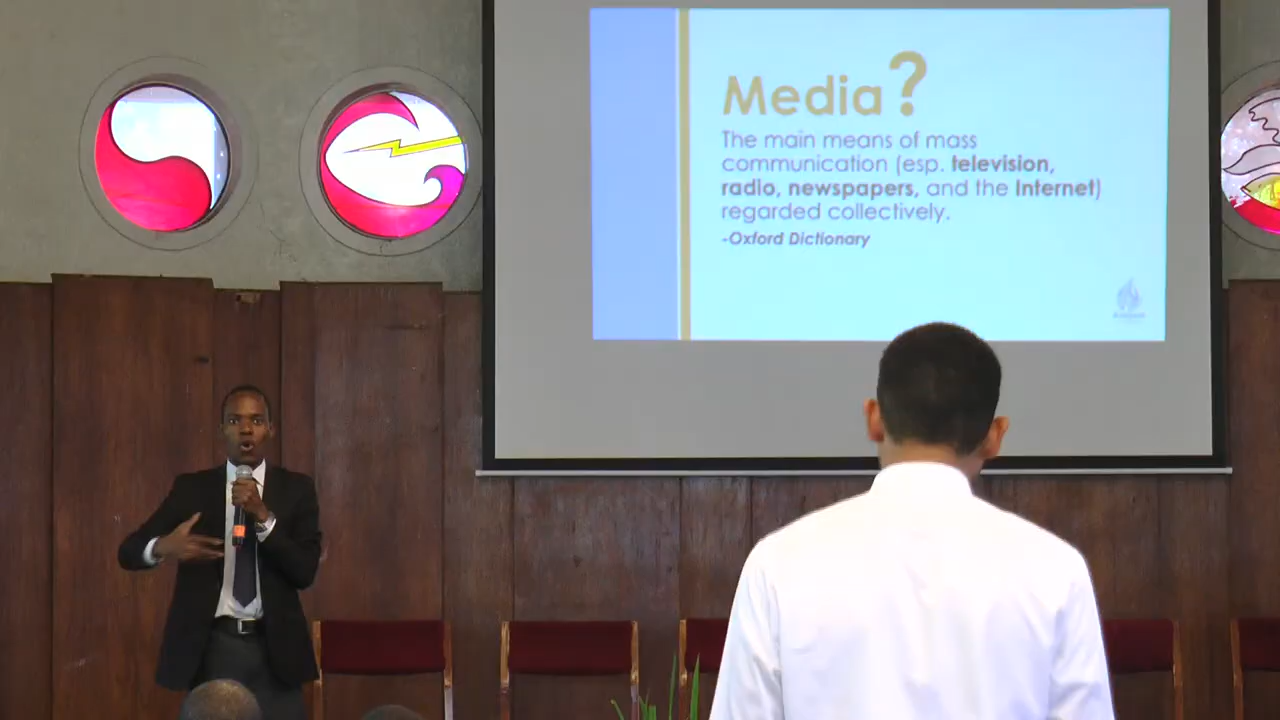 Media?
The main means of mass
communication (esp. television,
radio, newspapers, and the Internet)
regarded collectively.
-Oxford Dictionary